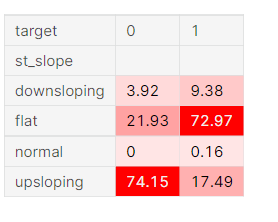 target 0 1
st_slope
downsloping 3.92 9.38
flat 21.93 72.97
normal 0 0.16
upsloping 74.15 17.49